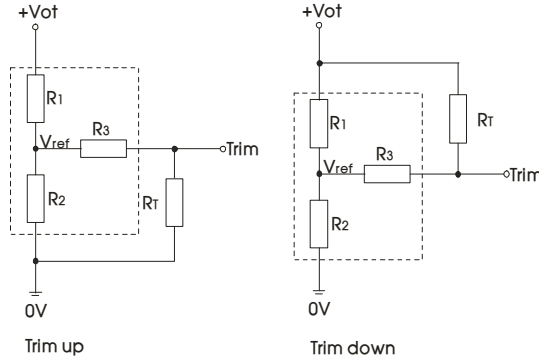 +Vot
R1
Vref
R3
Trim
R2
RT
0V
Trim up
+Vot
R1
RT
Vref
R3
Trim
R2
0V
Trim down